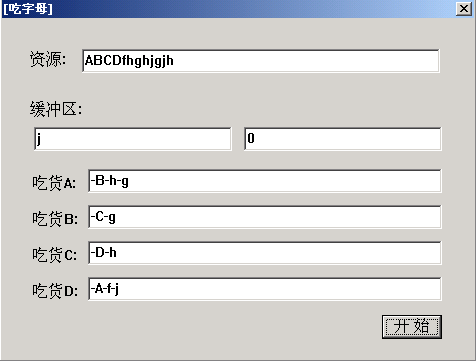 [吃字母]
资源: ABCDfhghjgjh
缓冲区:
j 0
吃货A: -B-h-g
吃货B: -C-g
吃货C: -D-h
吃货D: -A-f-j
开 始